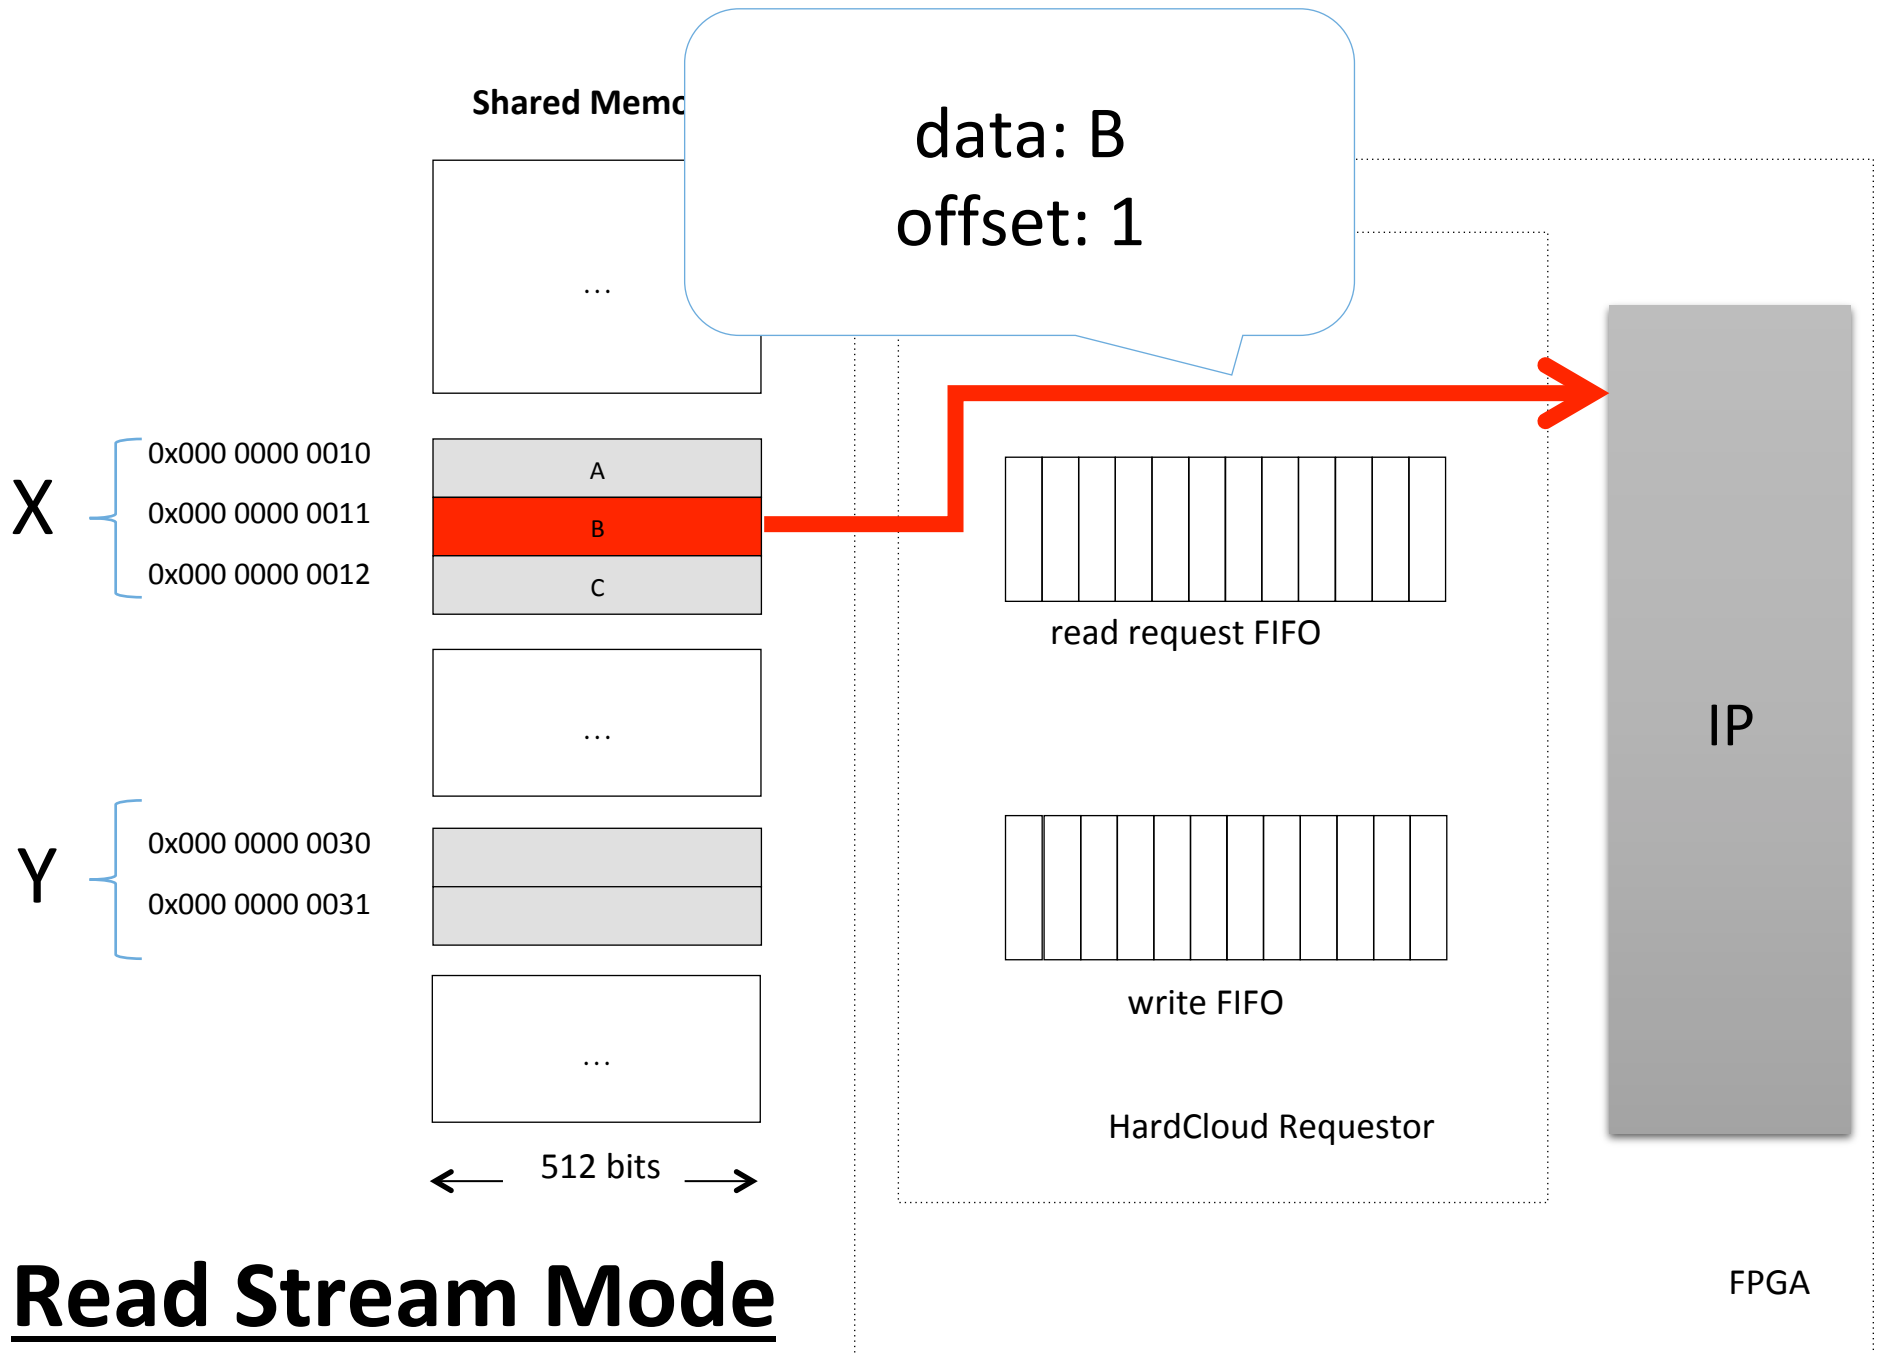 data: B
offset: 1
Shared Memo
...
X
0x000 0000 0010
0x000 0000 0011
0x000 0000 0012
A
B
C
read request FIFO
...
IP
Y
0x000 0000 0030
0x000 0000 0031
write FIFO
...
HardCloud Requestor
512 bits
Read Stream Mode
FPGA